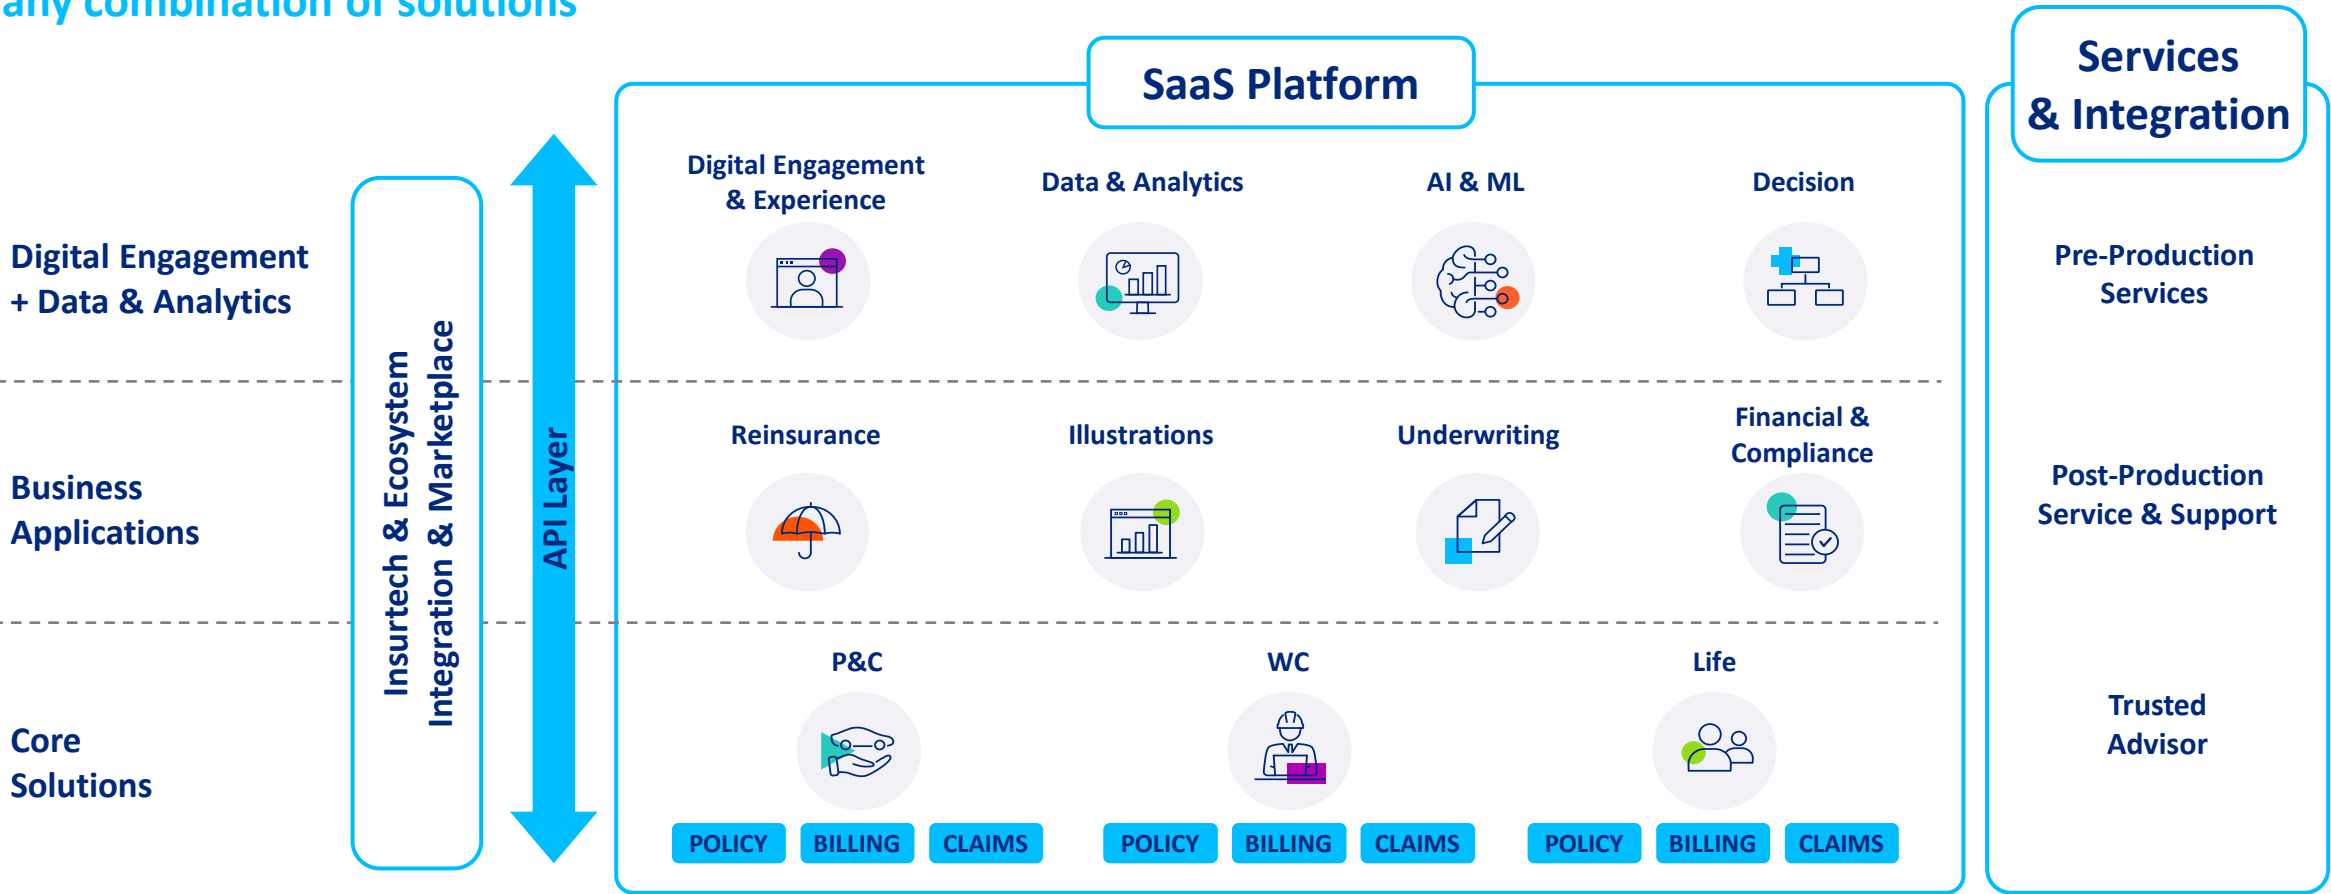 any combination of solutions
SaaS Platform
Services
& Integration
Digital Engagement
+ Data & Analytics
Business
Applications
Core
Solutions
Insurtech & Ecosystem
Integration & Marketplace
API Layer
Digital Engagement
& Experience
Data & Analytics
AI & ML
Decision
Reinsurance
Illustrations
Underwriting
Financial &
Compliance
P&C
WC
Life
POLICY BILLING CLAIMS
POLICY BILLING CLAIMS
POLICY BILLING CLAIMS
Pre-Production
Services
Post-Production
Service & Support
Trusted
Advisor